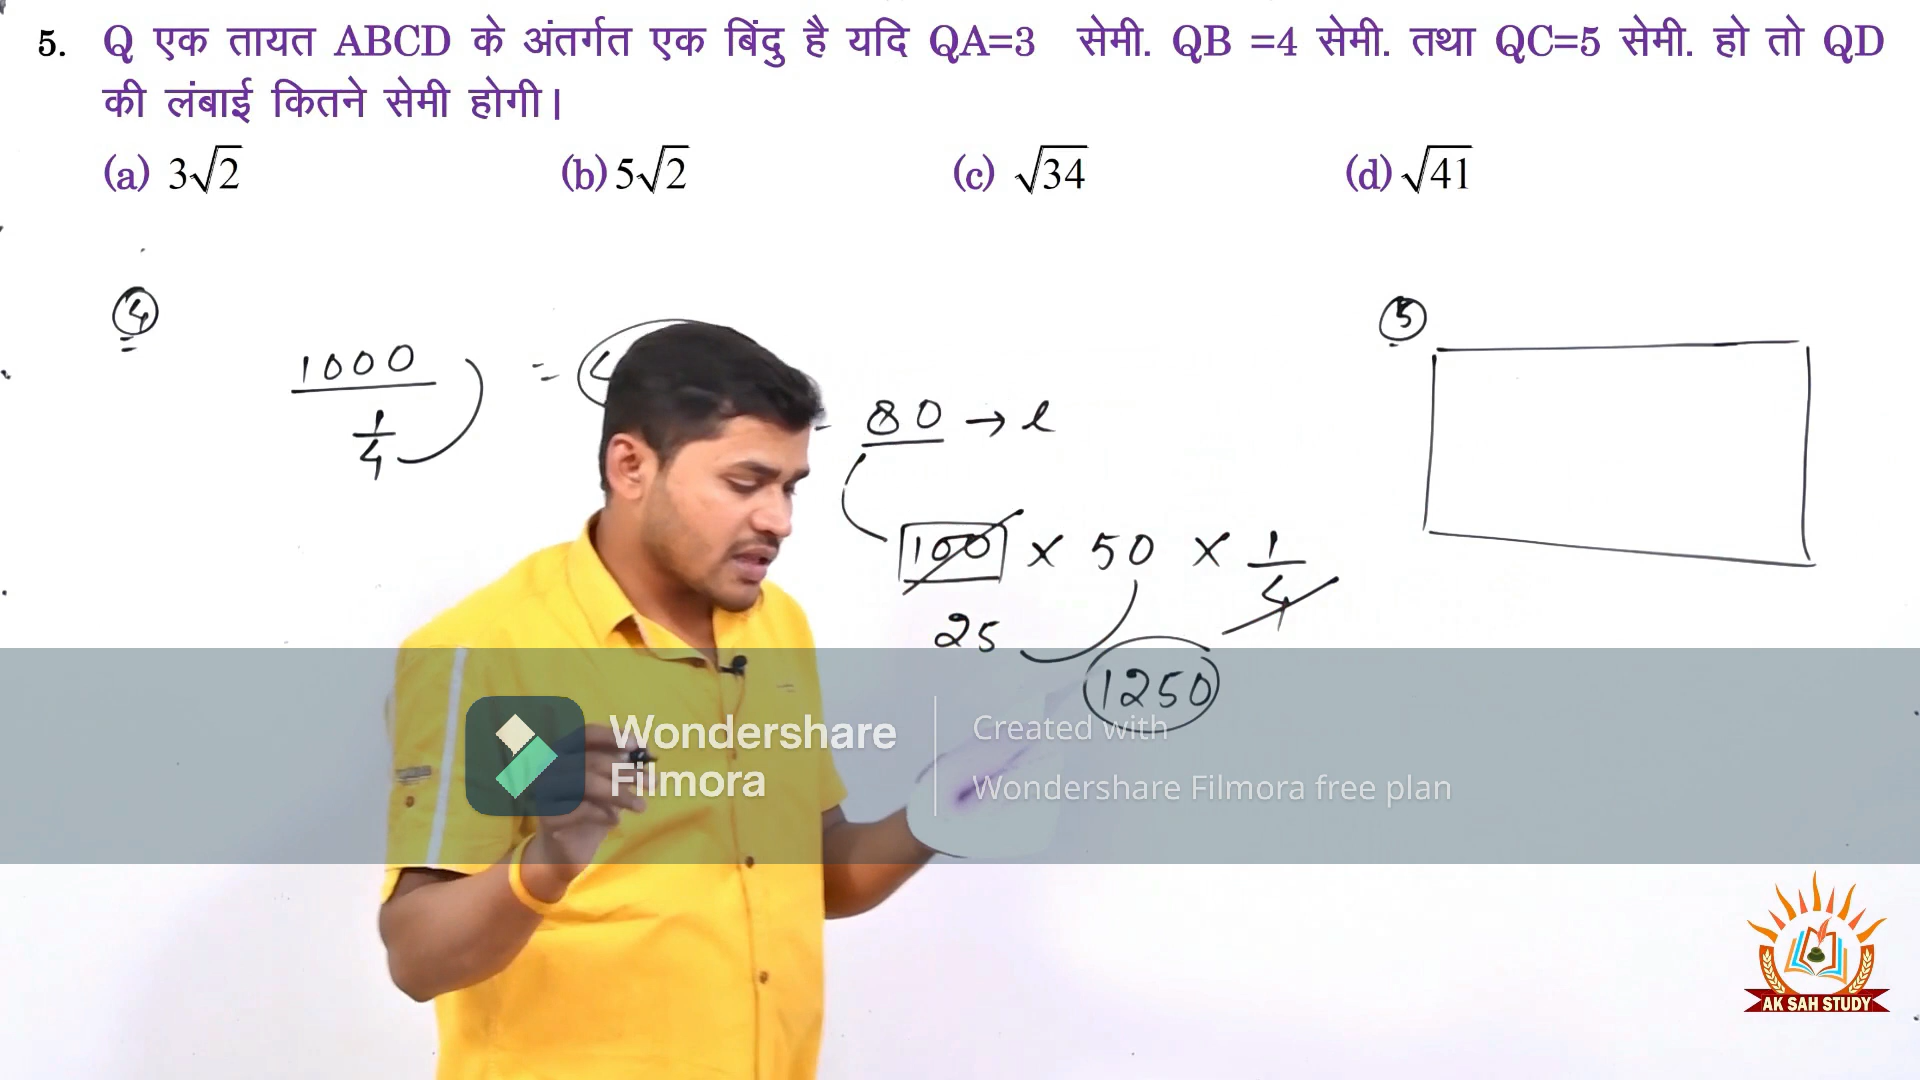 5. Q एक तायत ABCD के अंतर्गत एक बिंदु है यदि QA=3 सेमी. QB =4 सेमी. तथा QC=5 सेमी. हो तो QD
की लंबाई कितने सेमी होगी।
(a) 3√2 (b) 5√2 (c) √34 (d) √41
4
1000
1/4
=
80 → l
100 × 50 × 1/4
25
1250
5
Wondershare
Filmora
Created with
Wondershare Filmora free plan
AK SAH STUDY